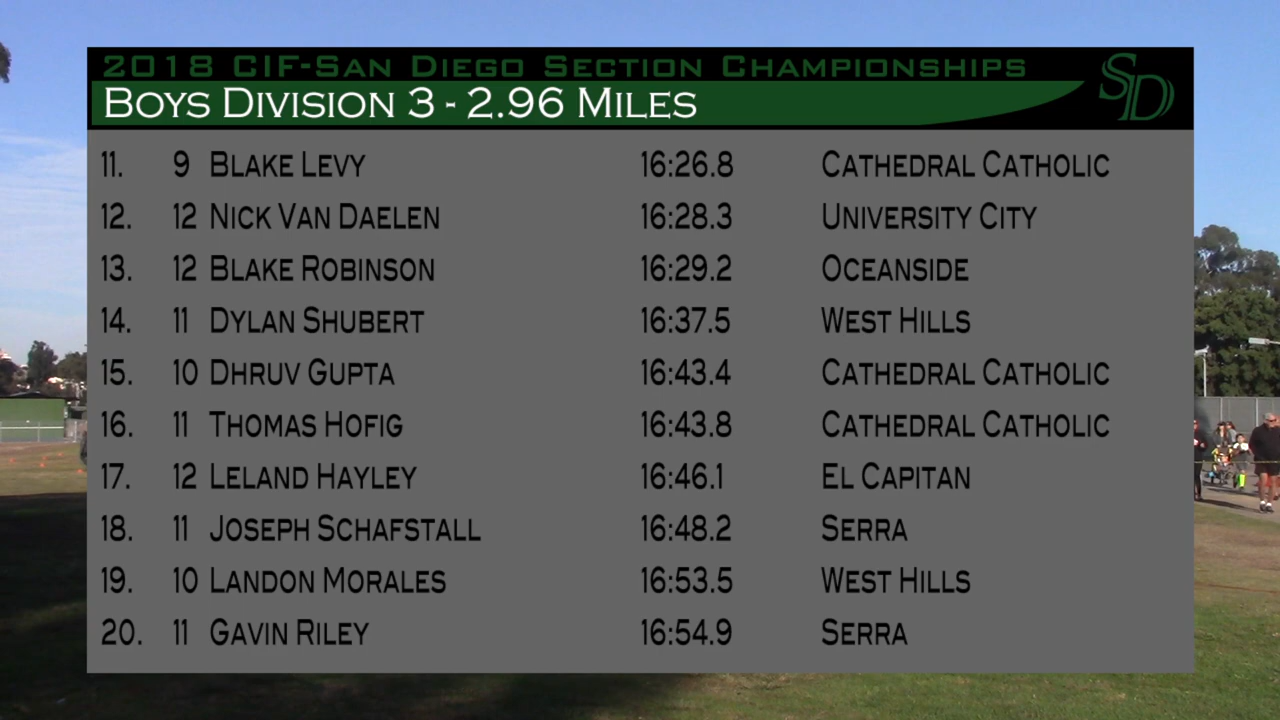 2018 CIF-San Diego Section Championships
SD
Boys Division 3 - 2.96 Miles
11. 9 Blake Levy 16:26.8 Cathedral Catholic
12. 12 Nick Van Daelen 16:28.3 University City
13. 12 Blake Robinson 16:29.2 Oceanside
14. 11 Dylan Shubert 16:37.5 West Hills
15. 10 Dhruv Gupta 16:43.4 Cathedral Catholic
16. 11 Thomas Hofig 16:43.8 Cathedral Catholic
17. 12 Leland Hayley 16:46.1 El Capitan
18. 11 Joseph Schafstall 16:48.2 Serra
19. 10 Landon Morales 16:53.5 West Hills
20. 11 Gavin Riley 16:54.9 Serra